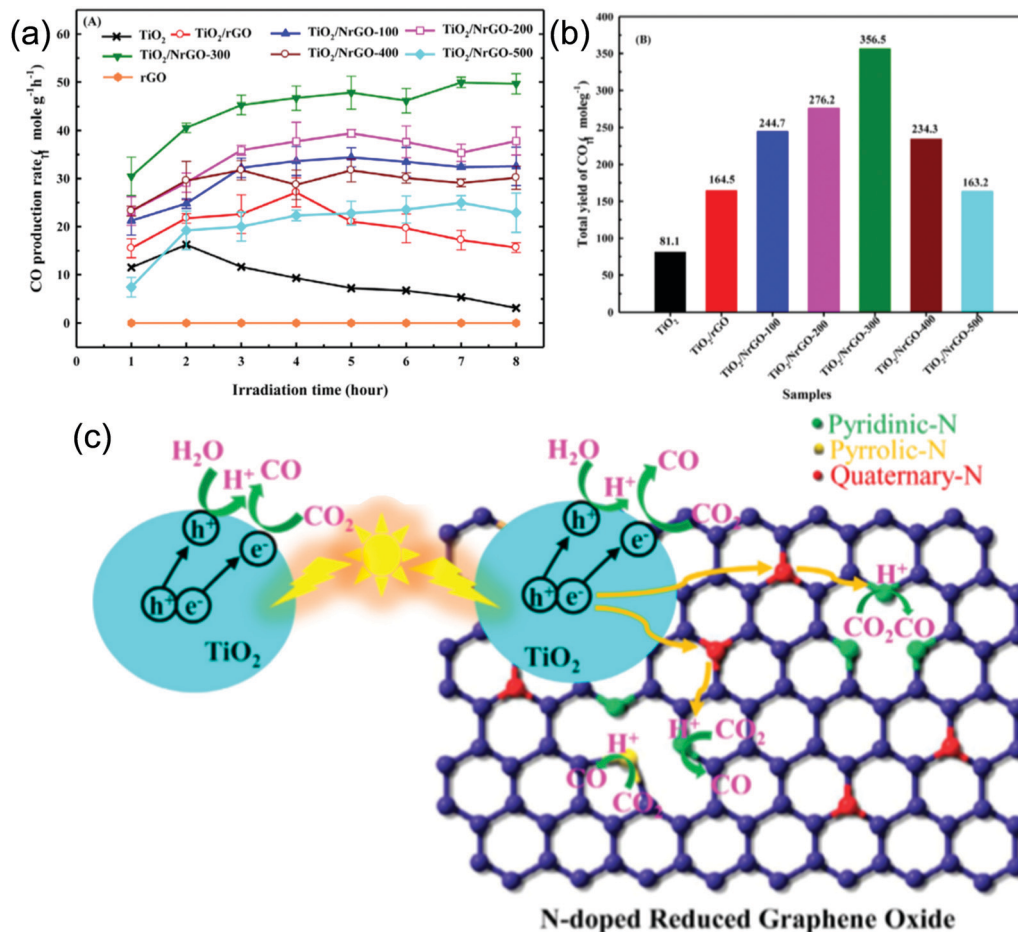 (a)
(A)
TiO₂ TiO₂/rGO TiO₂/NrGO-100 TiO₂/NrGO-200
TiO₂/NrGO-300 TiO₂/NrGO-400 TiO₂/NrGO-500
rGO
CO production rate, mole g⁻¹h⁻¹
60
50
40
30
20
10
0
1 2 3 4 5 6 7 8
Irradiation time (hour)
(b)
(B)
Total yield of CO, moleg⁻¹
400
350
300
250
200
150
100
50
0
81.1
164.5
244.7
276.2
356.5
234.3
163.2
TiO₂
TiO₂/rGO
TiO₂/NrGO-100
TiO₂/NrGO-200
TiO₂/NrGO-300
TiO₂/NrGO-400
TiO₂/NrGO-500
Samples
(c)
H₂O
H⁺ CO
CO₂
h⁺
e⁻
h⁺ e⁻
TiO₂
H₂O
H⁺
CO
CO₂
h⁺
e⁻
h⁺ e⁻
TiO₂
Pyridinic-N
Pyrrolic-N
Quaternary-N
H⁺
CO₂CO
H⁺ CO₂
CO
H⁺
CO
CO₂
N-doped Reduced Graphene Oxide